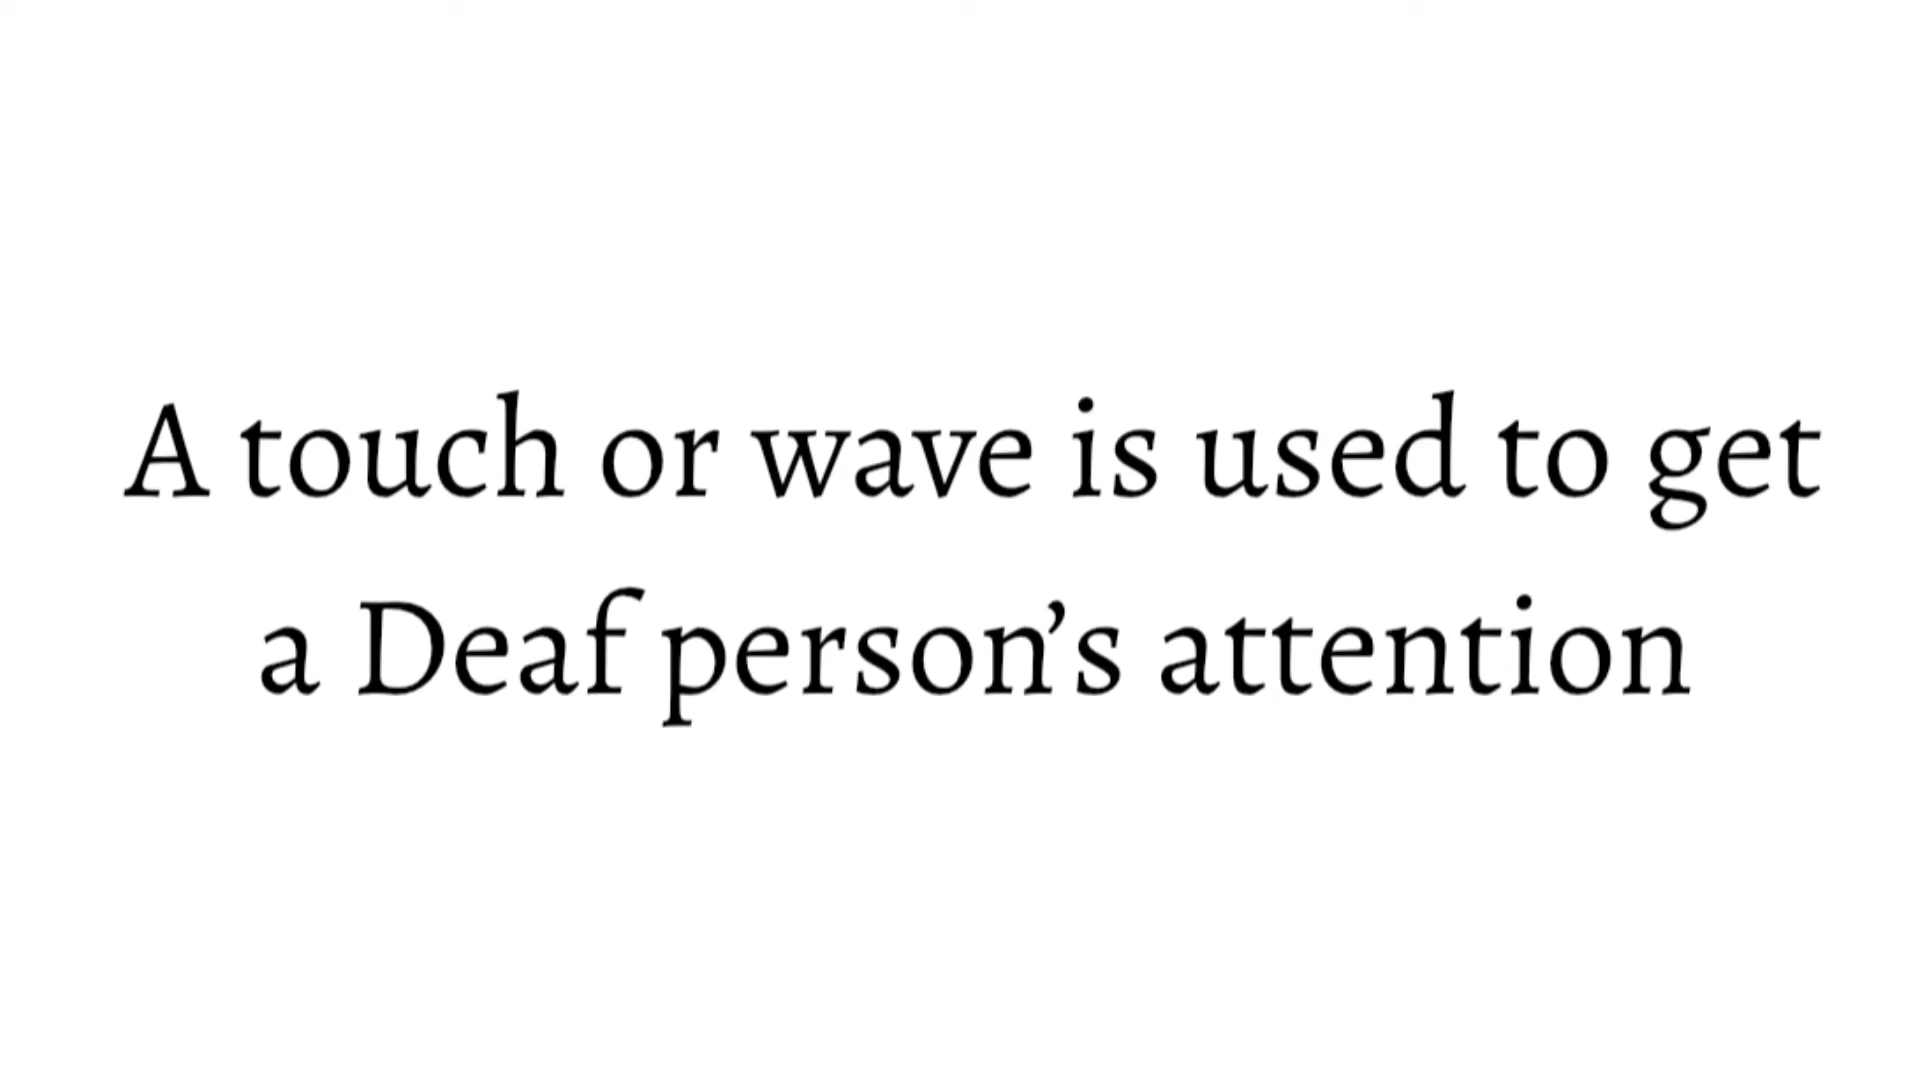 A touch or wave is used to get
a Deaf person’s attention